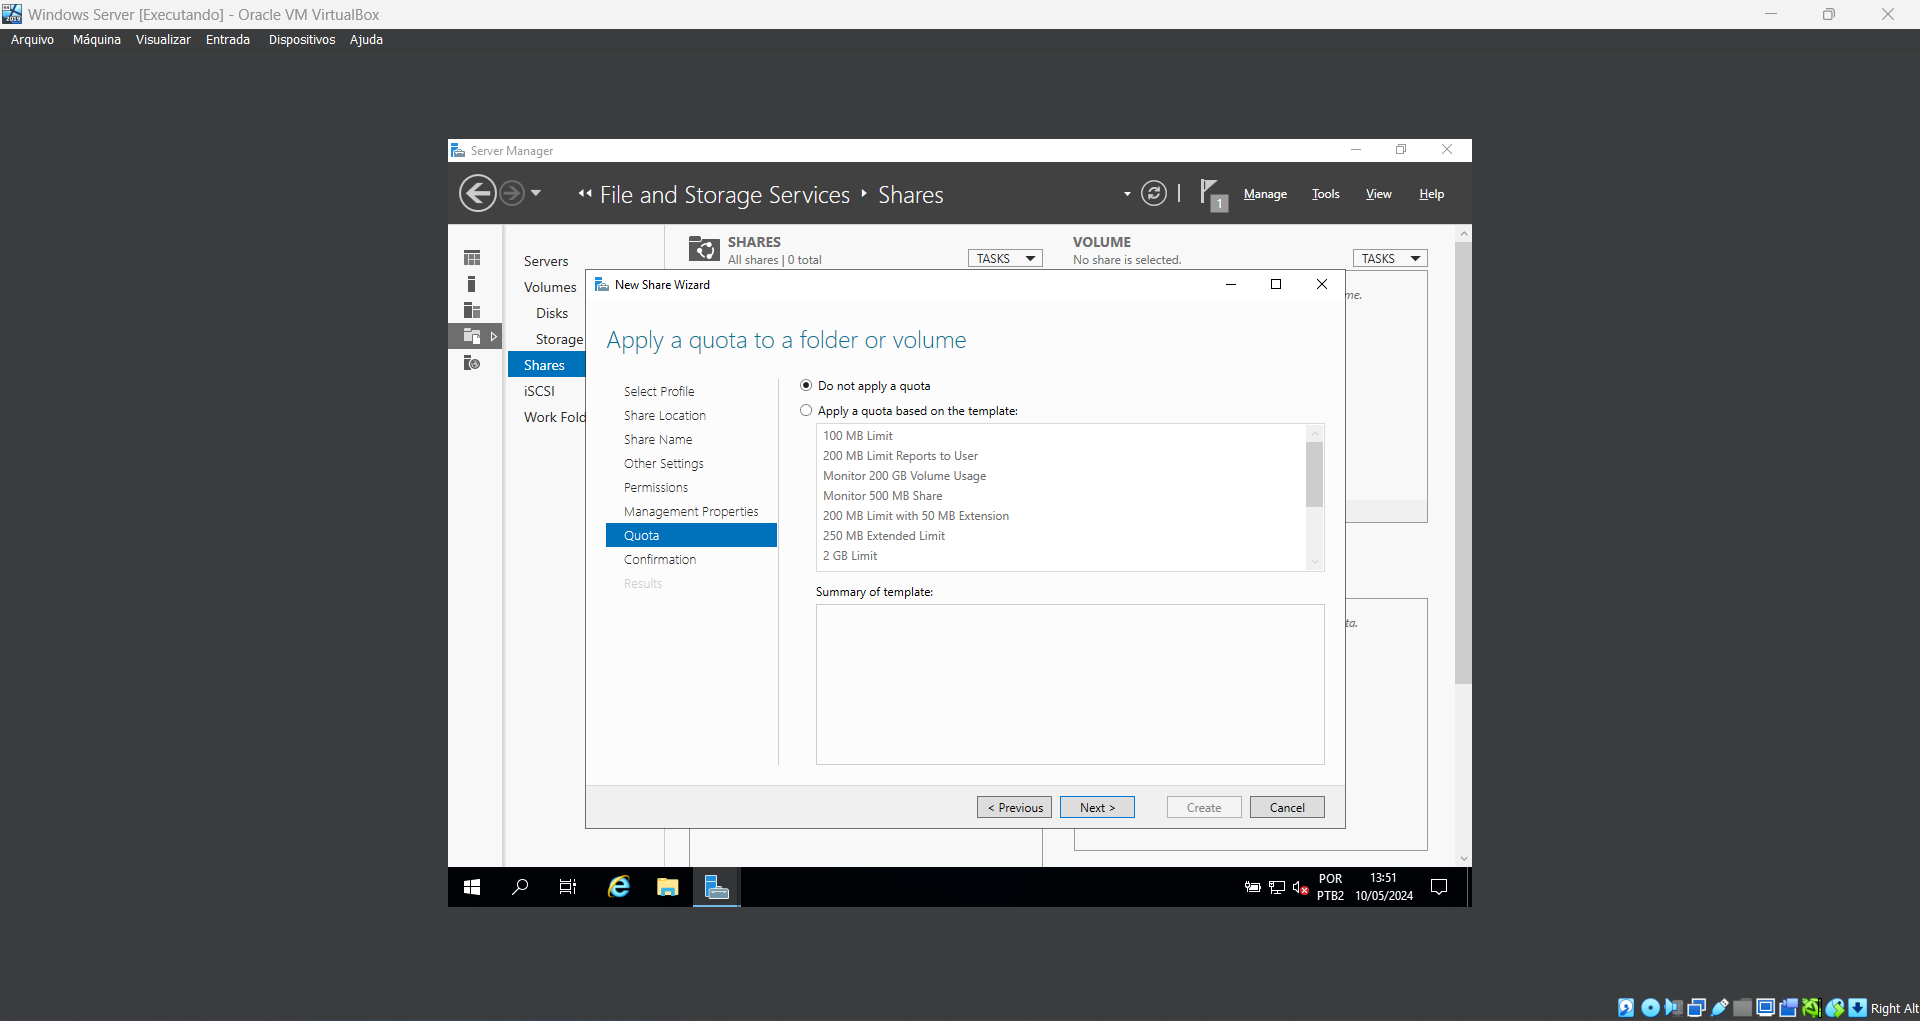 Windows Server [Executando] - Oracle VM VirtualBox
Arquivo Máquina Visualizar Entrada Dispositivos Ajuda
Server Manager
File and Storage Services Shares
1
Manage Tools View Help
Servers
Volumes
Disks
Storage
Shares
iSCSI
Work Fold
SHARES
All shares | 0 total
TASKS
VOLUME
No share is selected.
TASKS
me.
ta.
New Share Wizard
Apply a quota to a folder or volume
Select Profile
Share Location
Share Name
Other Settings
Permissions
Management Properties
Quota
Confirmation
Results
Do not apply a quota
Apply a quota based on the template:
100 MB Limit
200 MB Limit Reports to User
Monitor 200 GB Volume Usage
Monitor 500 MB Share
200 MB Limit with 50 MB Extension
250 MB Extended Limit
2 GB Limit
Summary of template:
< Previous Next > Create Cancel
POR
PTB2
13:51
10/05/2024
Right Alt